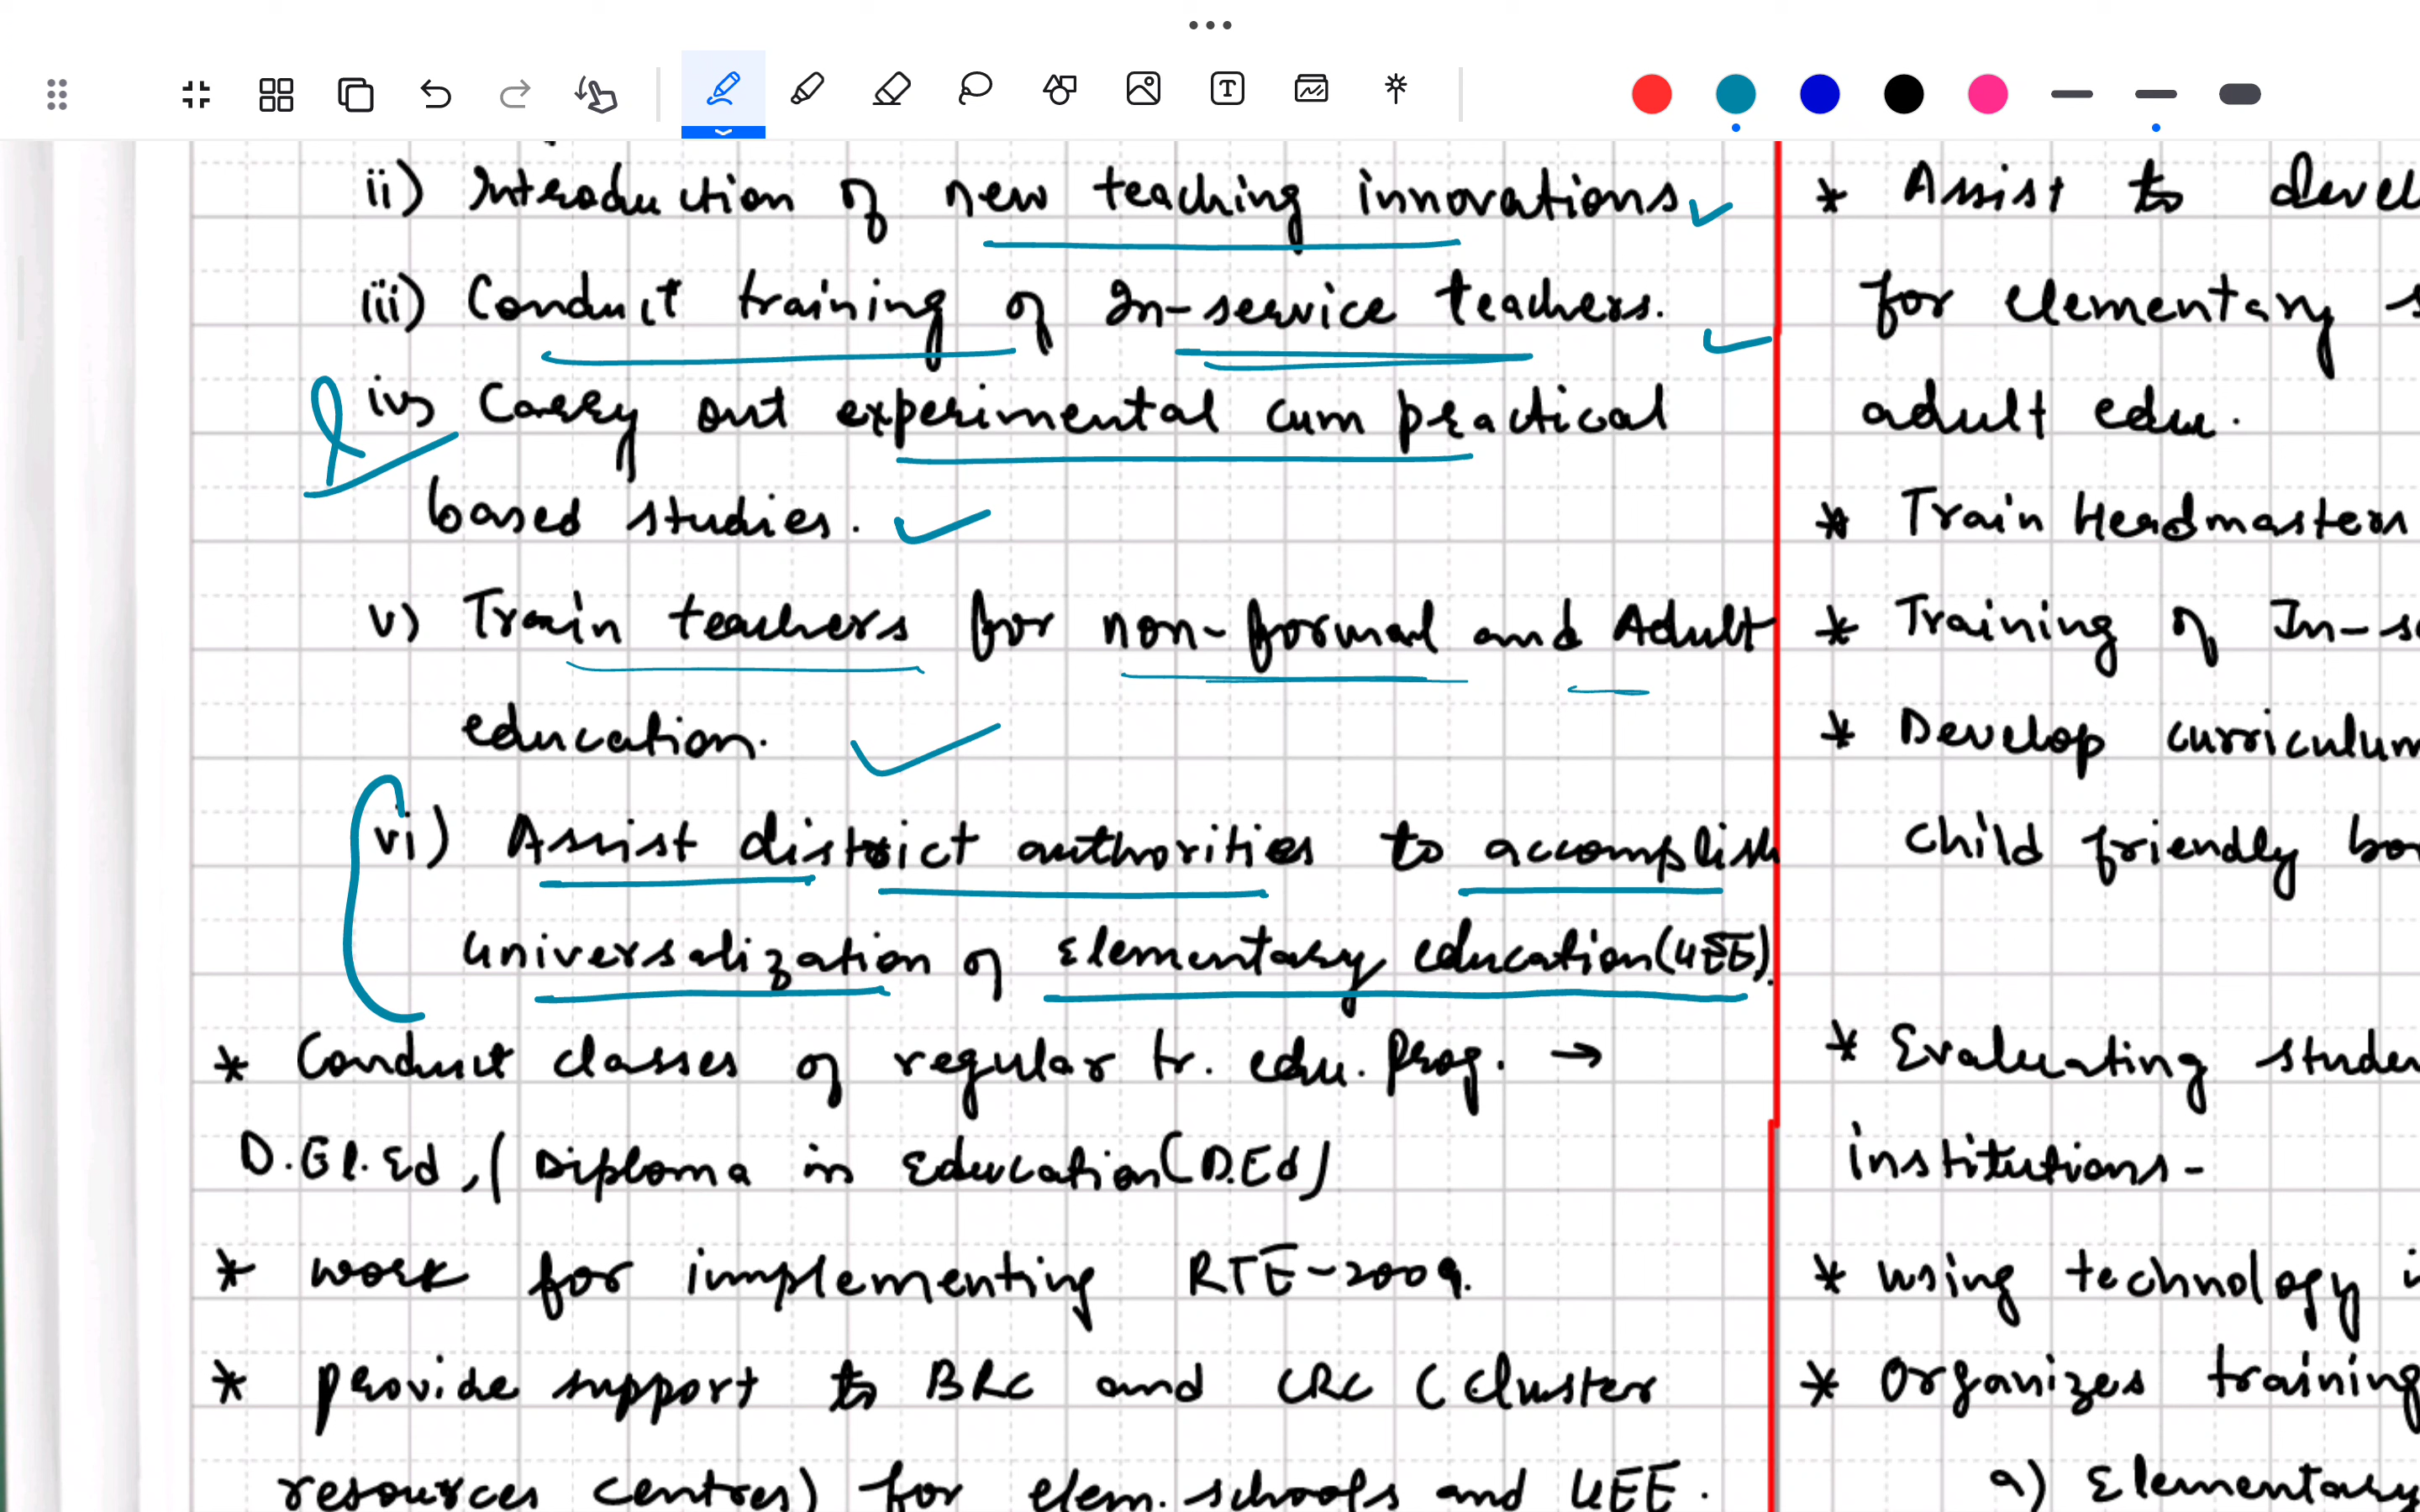 ii) Introduction of new teaching innovations
iii) Conduct training of In-service teachers.
iv) Carry out experimental cum practical
based studies.
v) Train teachers for non-formal and Adult
education.
vi) Assist district authorities to accomplish
universalization of Elementary education (UEE).
* Conduct classes of regular tr. edu. prog. →
D.El.Ed, (Diploma in Education (D.Ed)
* work for implementing RTE-2009.
* provide support to BRC and CRC (Cluster
resources centres) for elem. schools and UEE.
* Assist to devel
for elementary s
adult edu.
* Train Headmasters
* Training of In-se
* Develop curriculum
child friendly bo
* Evaluating studen
institutions-
* using technology i
* Organizes training
a) Elementary